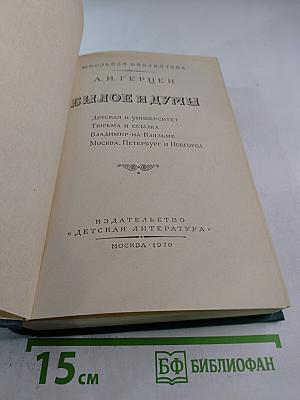 ШКОЛЬНАЯ БИБЛИОТЕКА
А. И. ГЕРЦЕН
БЫЛОЕ И ДУМЫ
Детская и университет
Тюрьма и ссылка
Владимир-на-Клязьме
Москва, Петербург и Новгород
ИЗДАТЕЛЬСТВО
«ДЕТСКАЯ ЛИТЕРАТУРА»
МОСКВА · 1970
15 СМ
БФ БИБЛИОФАН